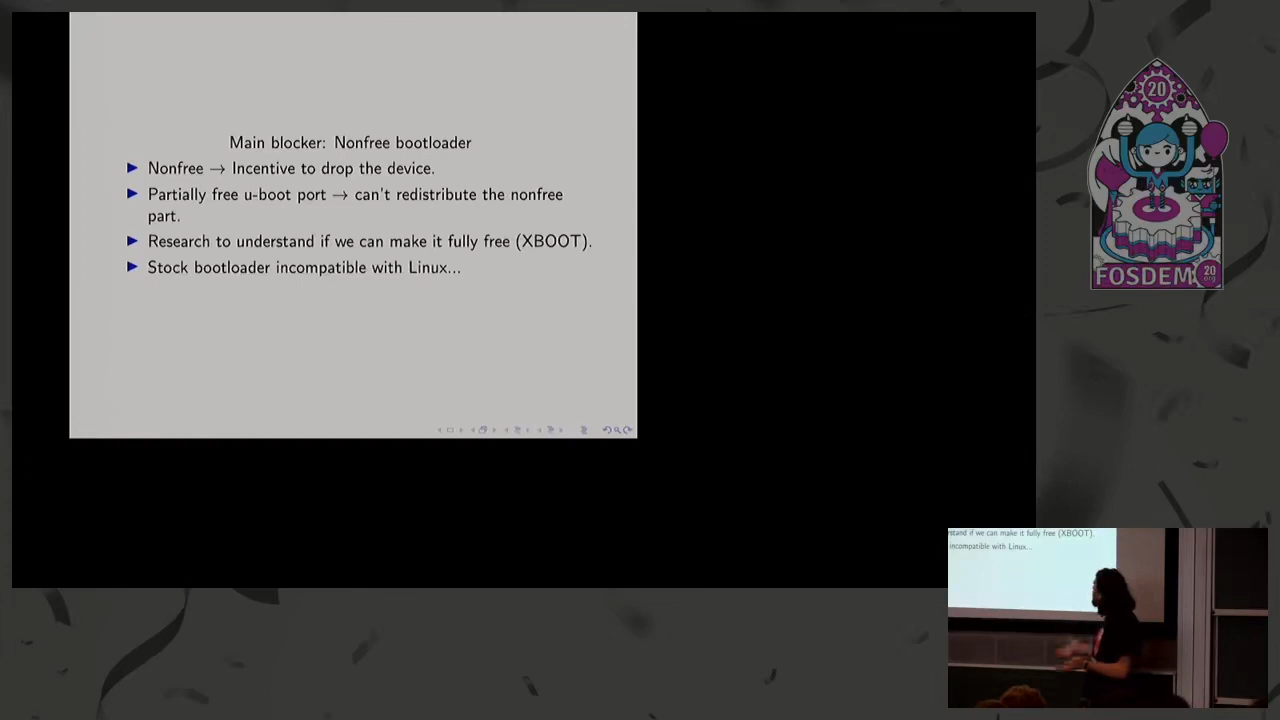 Main blocker: Nonfree bootloader
▶ Nonfree → Incentive to drop the device.
▶ Partially free u-boot port → can't redistribute the nonfree
part.
▶ Research to understand if we can make it fully free (XBOOT).
▶ Stock bootloader incompatible with Linux...
20
FOSDEM
20
.org
rstand if we can make it fully free (XBOOT).
incompatible with Linux...